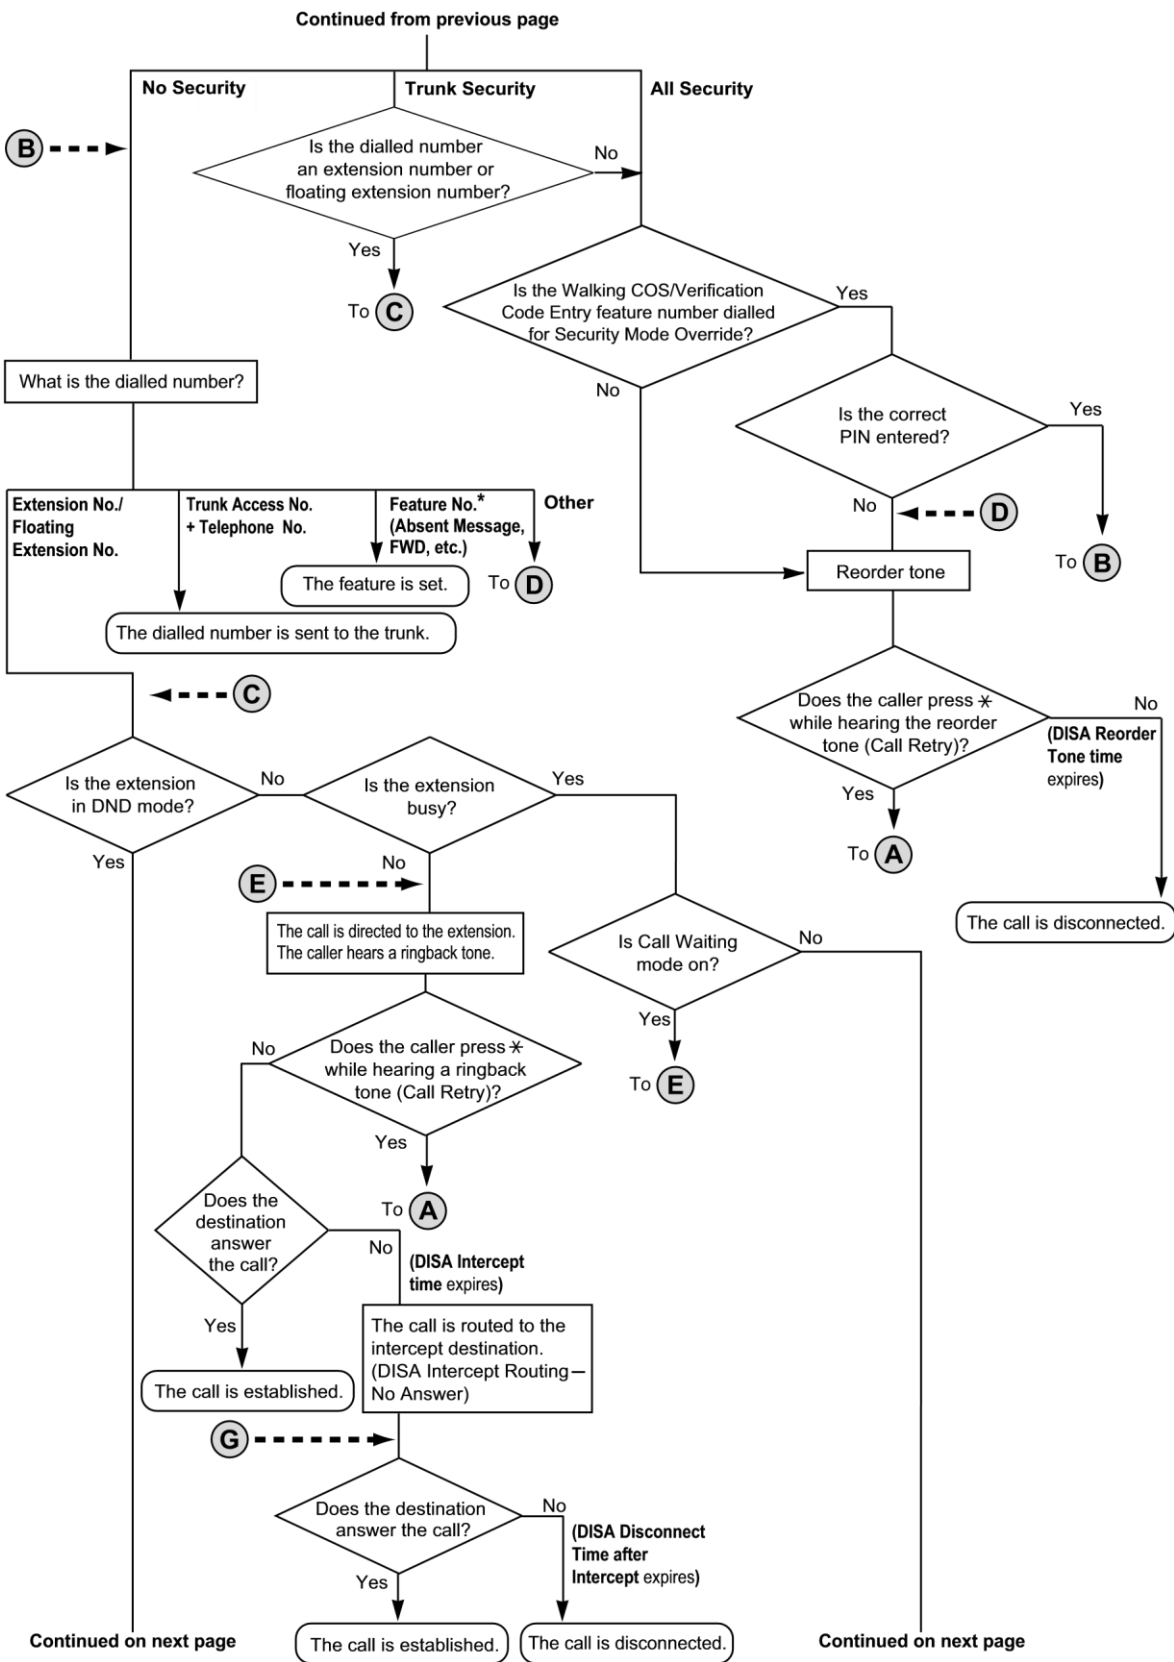 Continued from previous page
No Security
Trunk Security
All Security
B
Is the dialled number
an extension number or
floating extension number?
No
Yes
To C
Is the Walking COS/Verification
Code Entry feature number dialled
for Security Mode Override?
Yes
No
What is the dialled number?
Is the correct
PIN entered?
Yes
No
D
To B
Extension No./
Floating
Extension No.
Trunk Access No.
+ Telephone No.
Feature No.*
(Absent Message,
FWD, etc.)
Other
The feature is set.
To D
The dialled number is sent to the trunk.
Reorder tone
C
Does the caller press *
while hearing the reorder
tone (Call Retry)?
No
(DISA Reorder
Tone time
expires)
Yes
To A
The call is disconnected.
Is the extension
in DND mode?
No
Yes
Is the extension
busy?
Yes
No
E
The call is directed to the extension.
The caller hears a ringback tone.
Is Call Waiting
mode on?
No
Yes
To E
Does the caller press *
while hearing a ringback
tone (Call Retry)?
No
Yes
To A
Does the
destination
answer
the call?
No
(DISA Intercept
time expires)
Yes
The call is established.
The call is routed to the
intercept destination.
(DISA Intercept Routing—
No Answer)
G
Does the destination
answer the call?
No
(DISA Disconnect
Time after
Intercept expires)
Yes
The call is established.
The call is disconnected.
Continued on next page
Continued on next page